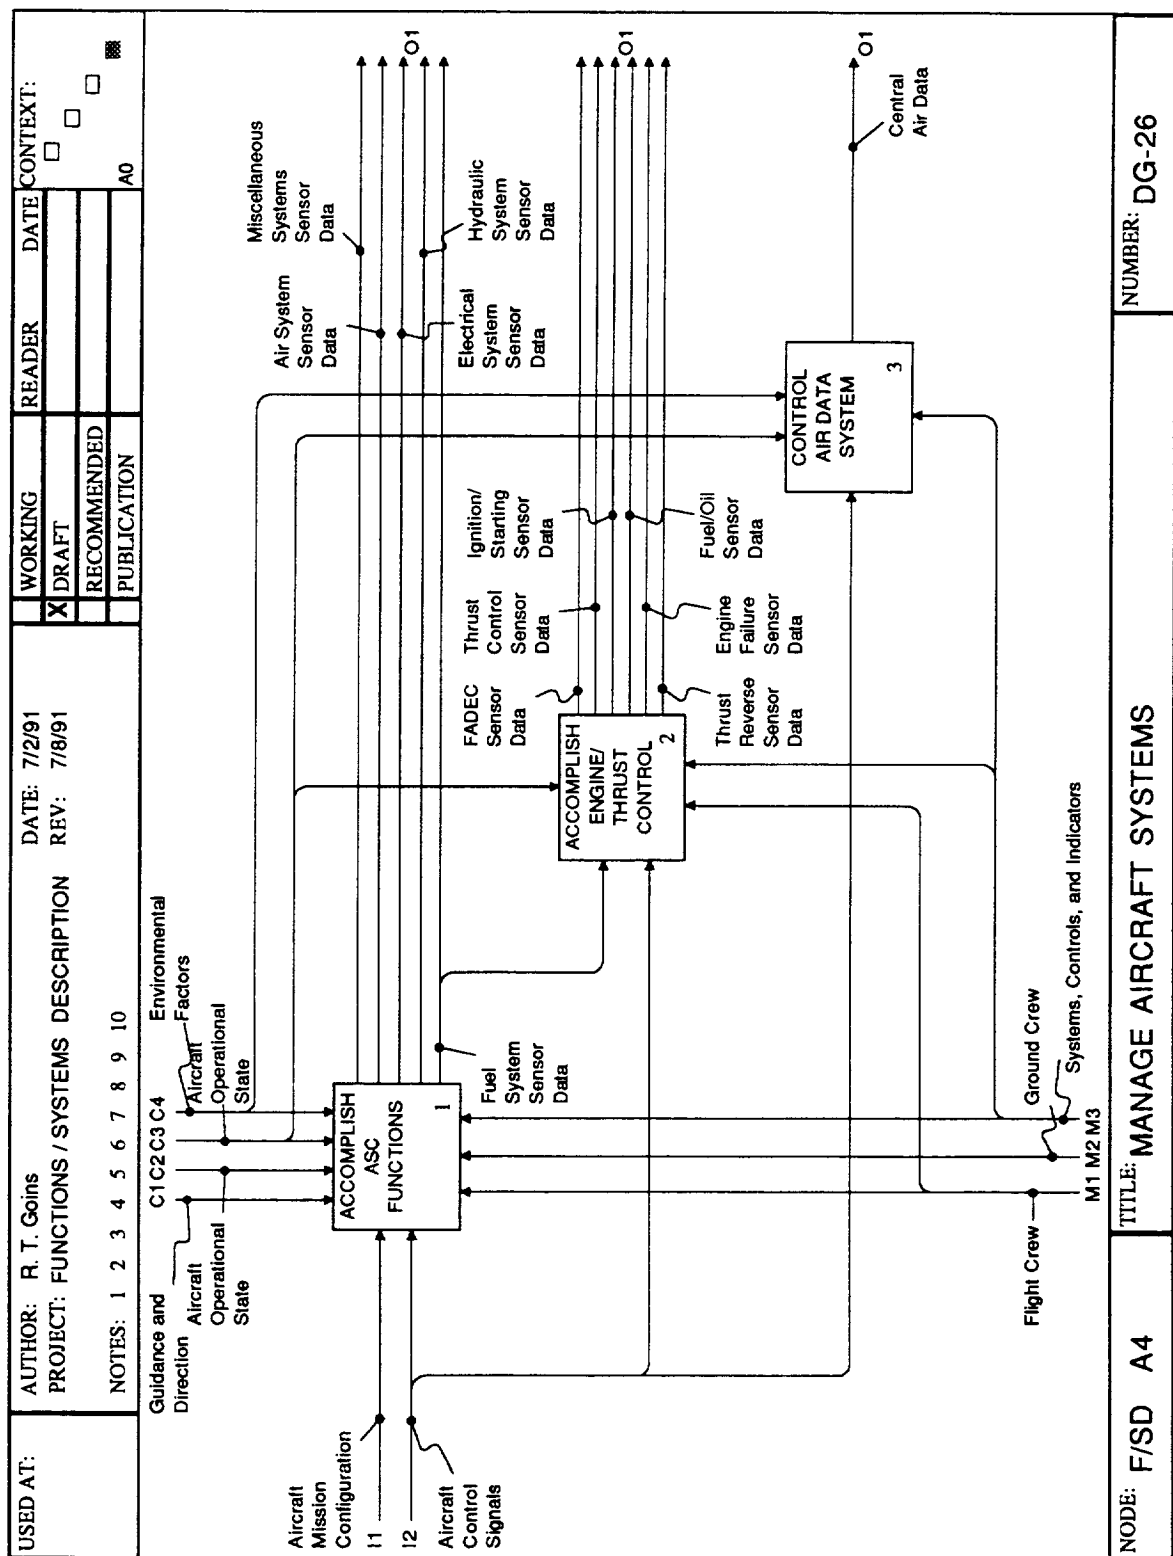 USED AT:
AUTHOR: R. T. Goins
DATE: 7/2/91
PROJECT: FUNCTIONS / SYSTEMS DESCRIPTION
REV: 7/8/91
NOTES: 1 2 3 4 5 6 7 8 9 10
WORKING
X DRAFT
RECOMMENDED
PUBLICATION
READER
DATE
CONTEXT:
A0
Guidance and
Direction
C1 C2 C3 C4
Environmental
Factors
Aircraft
Operational
State
Aircraft
Operational
State
Aircraft
Mission
Configuration
I1
I2
Aircraft
Control
Signals
ACCOMPLISH
ASC
FUNCTIONS
1
Fuel
System
Sensor
Data
Miscellaneous
Systems
Sensor
Data
Air System
Sensor
Data
Electrical
System
Sensor
Data
Hydraulic
System
Sensor
Data
O1
ACCOMPLISH
ENGINE/
THRUST
CONTROL
2
FADEC
Sensor
Data
Thrust
Control
Sensor
Data
Ignition/
Starting
Sensor
Data
Fuel/Oil
Sensor
Data
Engine
Failure
Sensor
Data
Thrust
Reverse
Sensor
Data
O1
CONTROL
AIR DATA
SYSTEM
3
Central
Air Data
O1
Flight Crew
Ground Crew
Systems, Controls, and Indicators
M1 M2 M3
NODE: F/SD A4
TITLE: MANAGE AIRCRAFT SYSTEMS
NUMBER: DG-26